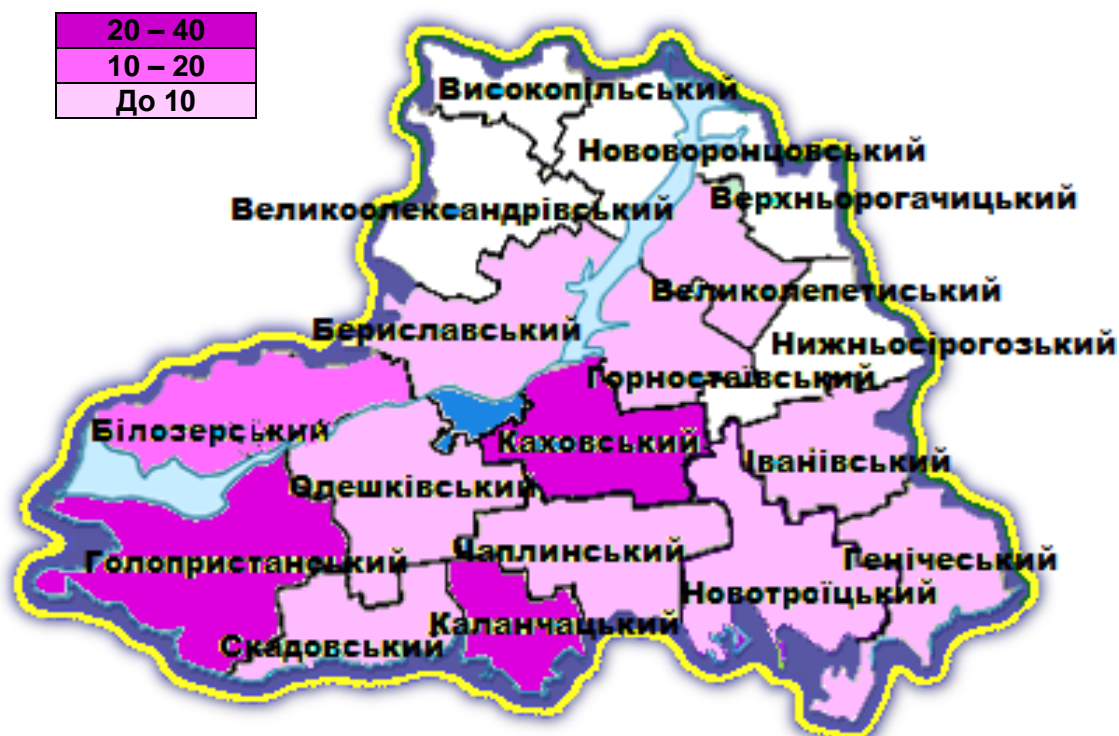 20 – 40
10 – 20
До 10
Високопільський
Нововоронцовський
Верхньорогачицький
Великоолександрівський
Великолепетиський
Бериславський
Нижньосірогозький
Горностаївський
Білозерський
Каховський
Іванівський
Олешківський
Чаплинський
Генічеський
Голопристанський
Новотроїцький
Каланчацький
Скадовський